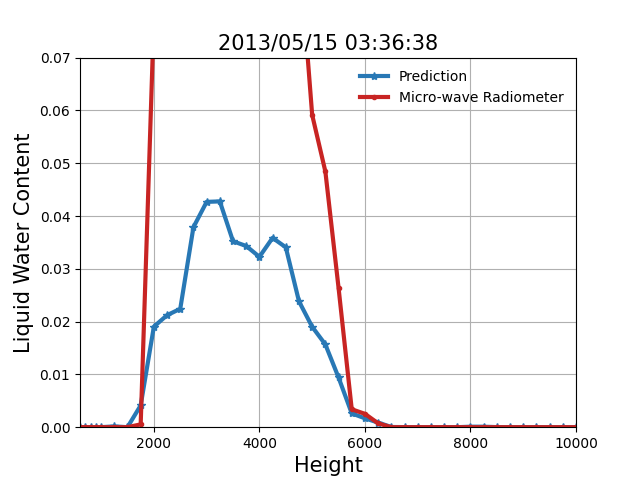 2013/05/15 03:36:38
0.07
0.06
0.05
0.04
0.03
0.02
0.01
0.00
Liquid Water Content
Prediction
Micro-wave Radiometer
2000 4000 6000 8000 10000
Height